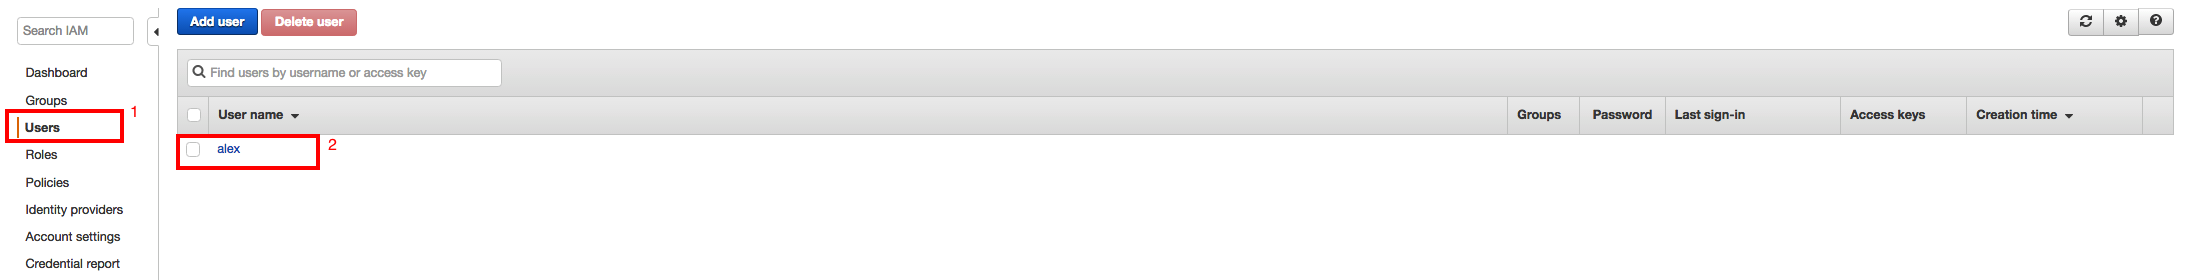 Search IAM
Dashboard
Groups
Users
1
Roles
Policies
Identity providers
Account settings
Credential report
Add user
Delete user
Find users by username or access key
User name
Groups
Password
Last sign-in
Access keys
Creation time
alex
2